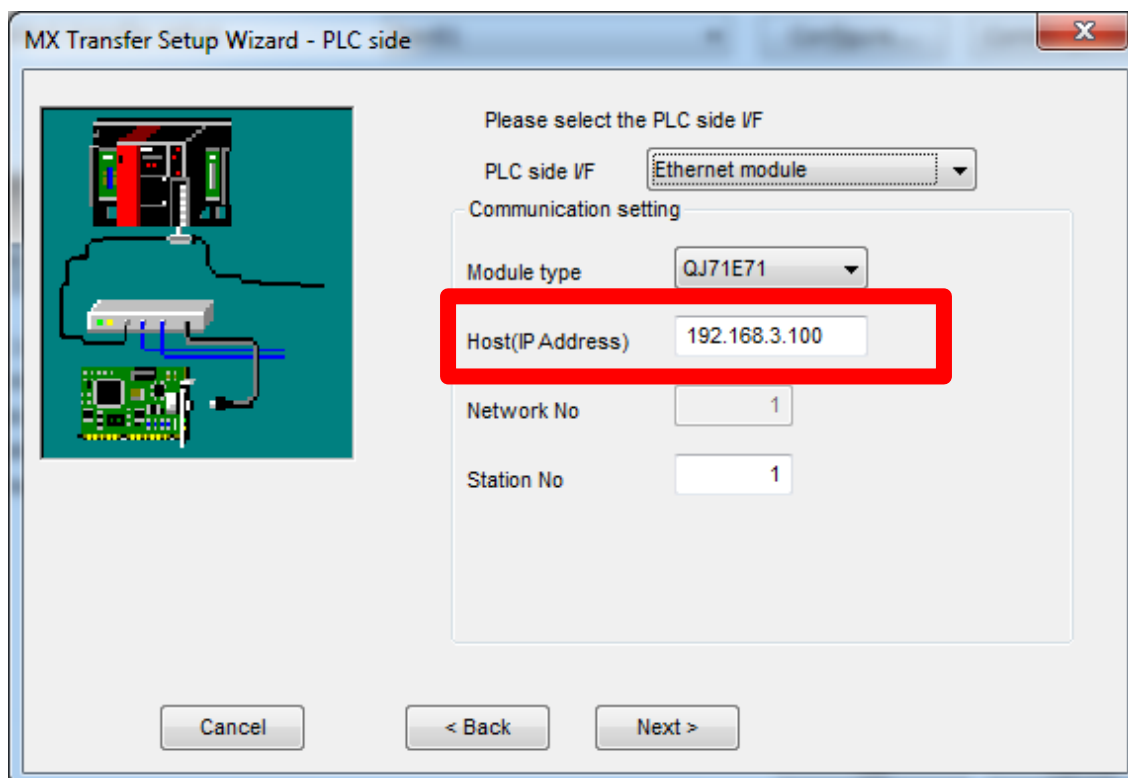 MX Transfer Setup Wizard - PLC side
Please select the PLC side I/F
PLC side I/F Ethernet module
Communication setting
Module type QJ71E71
Host(IP Address) 192.168.3.100
Network No 1
Station No 1
Cancel < Back Next >